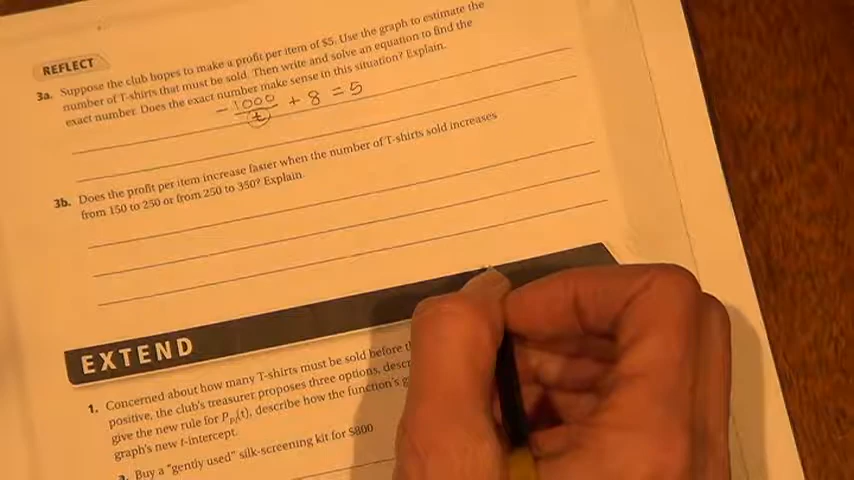 REFLECT
3a. Suppose the club hopes to make a profit per item of $5. Use the graph to estimate the
number of T-shirts that must be sold. Then write and solve an equation to find the
exact number. Does the exact number make sense in this situation? Explain.
-1000/t + 8 = 5
3b. Does the profit per item increase faster when the number of T-shirts sold increases
from 150 to 250 or from 250 to 350? Explain.
EXTEND
1. Concerned about how many T-shirts must be sold before
positive, the club's treasurer proposes three options,
give the new rule for Ppi(t), describe how the function's
graph's new t-intercept.
a. Buy a "gently used" silk-screening kit for $800